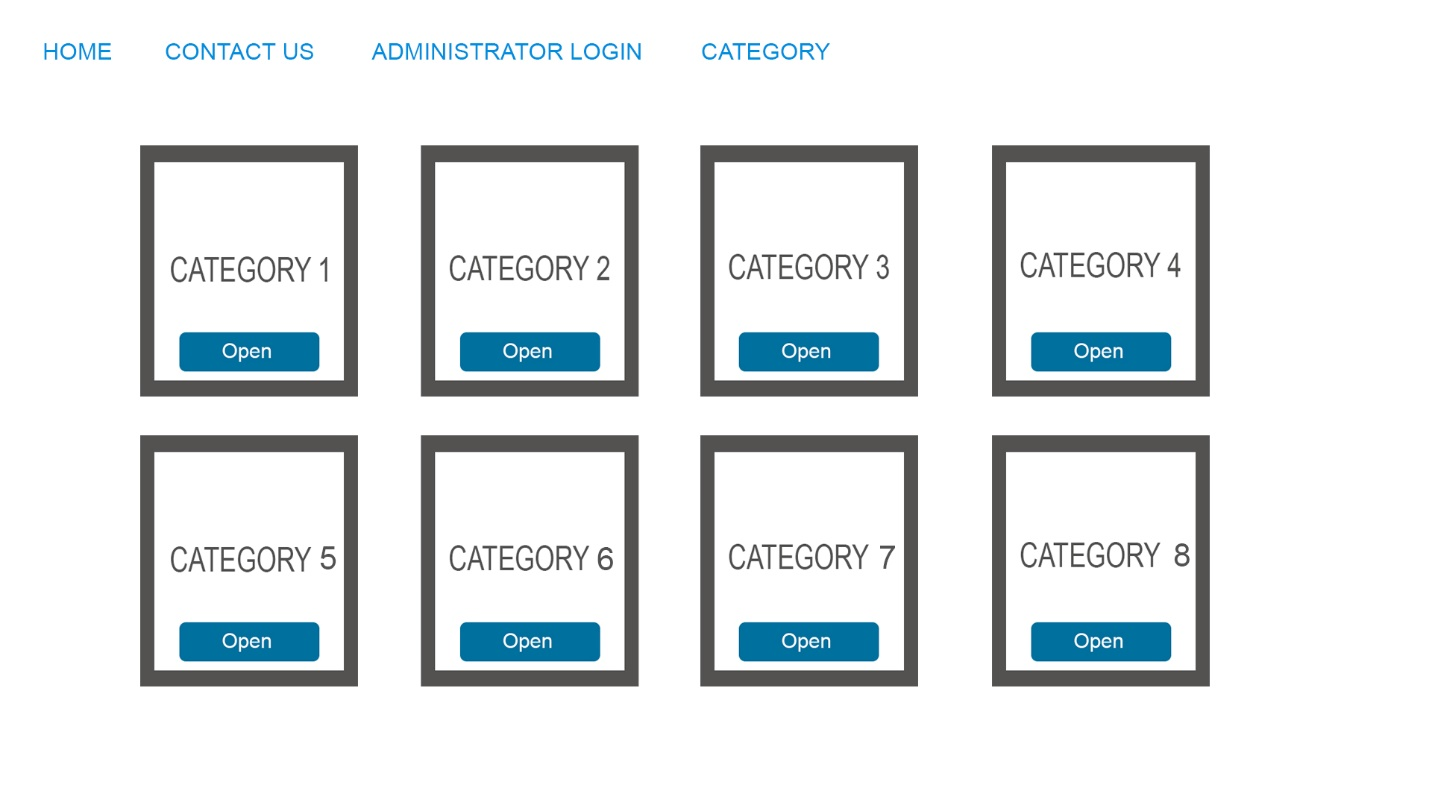 HOME CONTACT US ADMINISTRATOR LOGIN CATEGORY
CATEGORY 1 CATEGORY 2 CATEGORY 3 CATEGORY 4
Open Open Open Open
CATEGORY 5 CATEGORY 6 CATEGORY 7 CATEGORY 8
Open Open Open Open